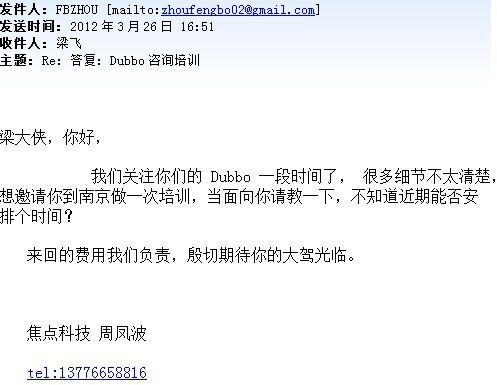 发件人： FBZHOU [mailto:zhoufengbo02@gmail.com]
发送时间： 2012 年 3 月 26 日 16:51
收件人： 梁飞
主题： Re: 答复: Dubbo 咨询培训
梁大侠，你好，
我们关注你们的 Dubbo 一段时间了， 很多细节不太清楚，
想邀请你到南京做一次培训，当面向你请教一下，不知道近期能否安
排个时间？
来回的费用我们负责，殷切期待你的大驾光临。
焦点科技 周凤波
tel:13776658816